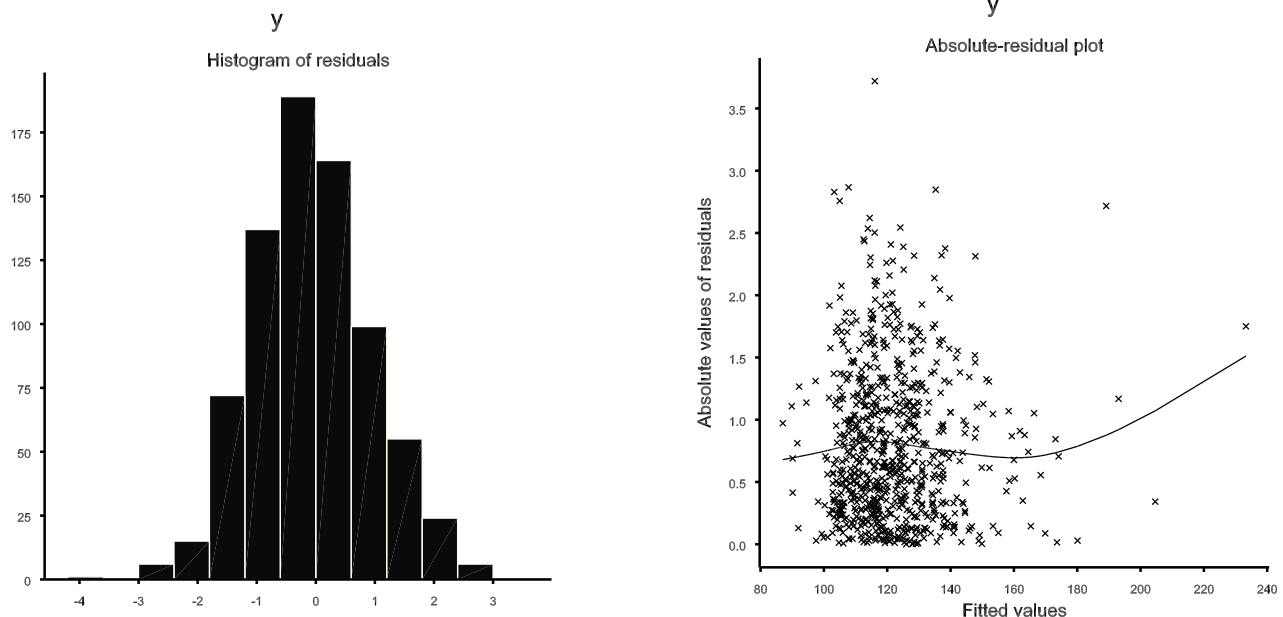 y
Histogram of residuals
175
150
125
100
75
50
25
0
-4 -3 -2 -1 0 1 2 3
y
Absolute-residual plot
Absolute values of residuals
3.5
3.0
2.5
2.0
1.5
1.0
0.5
0.0
80 100 120 140 160 180 200 220 240
Fitted values